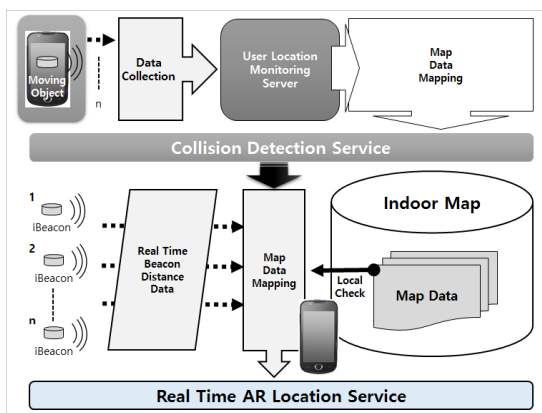 Moving
Object
n
Data
Collection
User Location
Monitoring
Server
Map
Data
Mapping
Collision Detection Service
1
iBeacon
2
iBeacon
n
iBeacon
Real Time
Beacon
Distance
Data
Map
Data
Mapping
Indoor Map
Local
Check
Map Data
Real Time AR Location Service